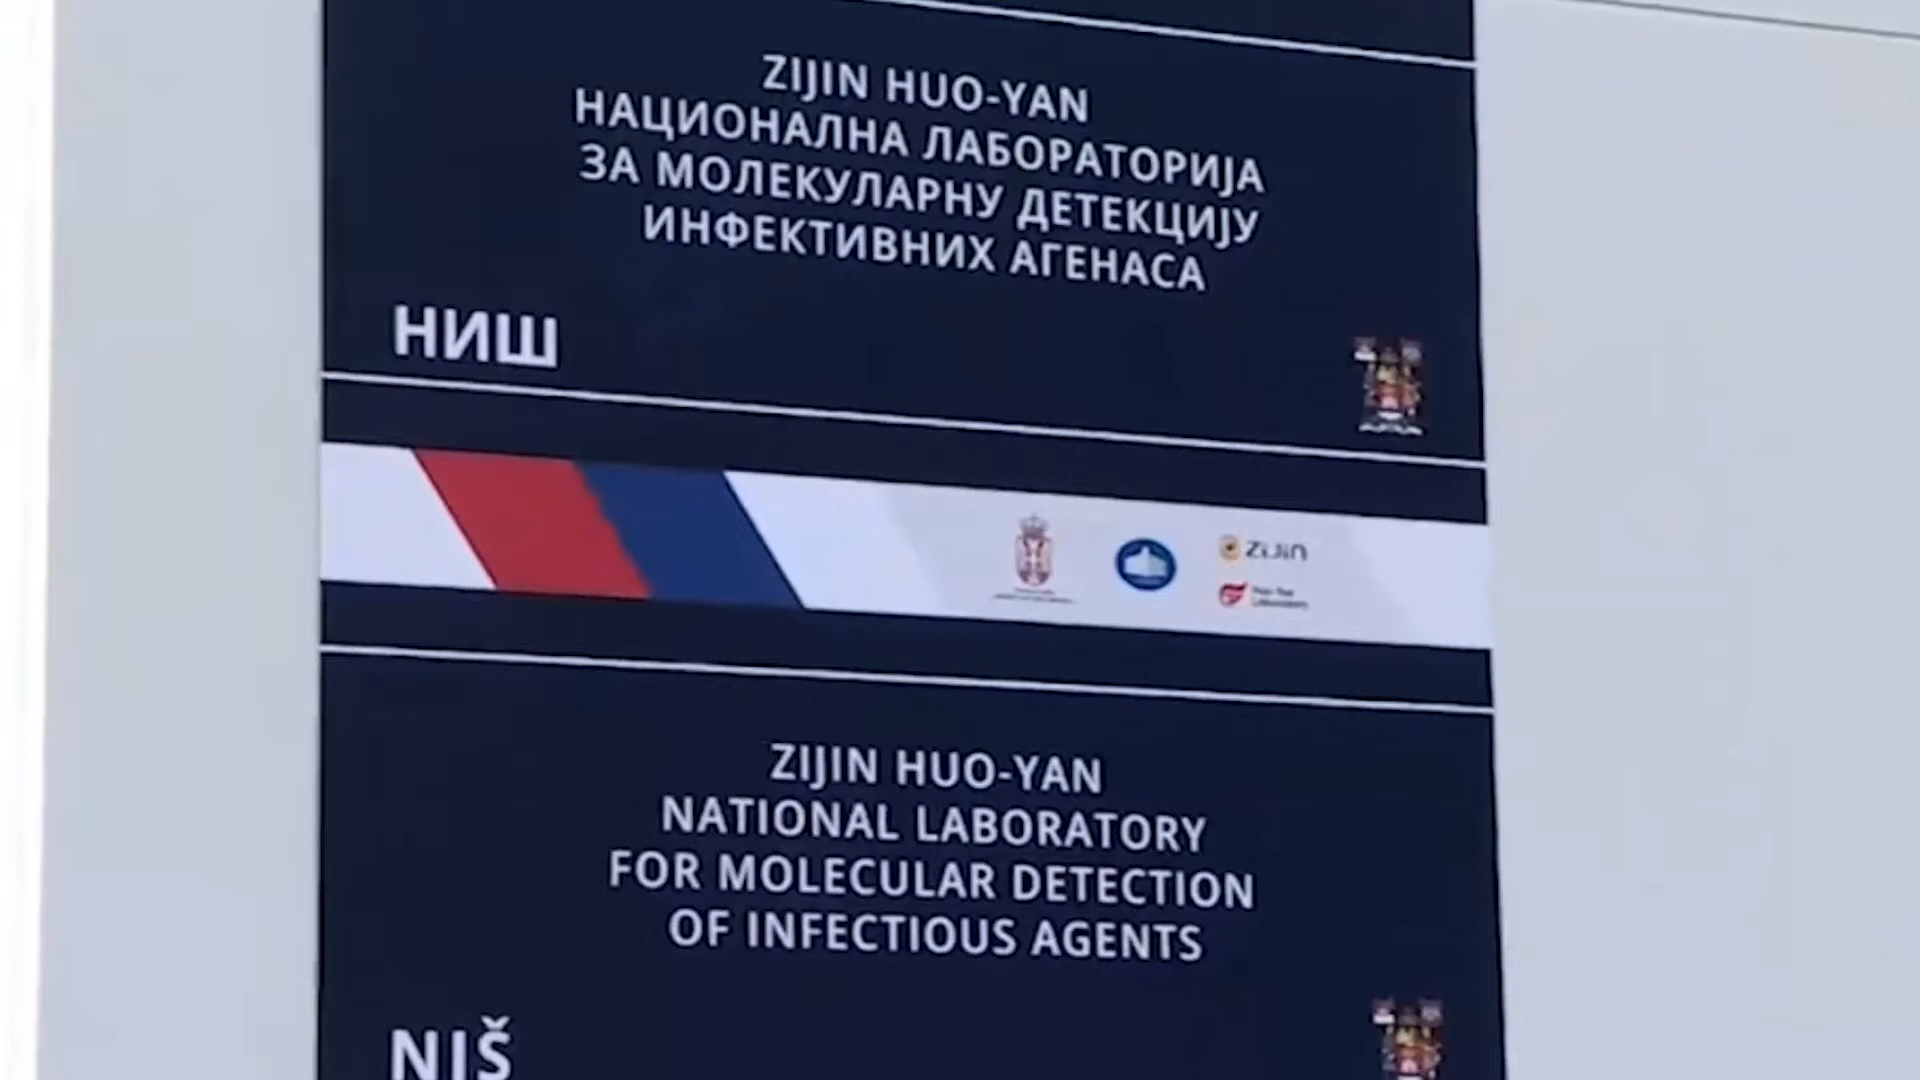 ZIJIN HUO-YAN
НАЦИОНАЛНА ЛАБОРАТОРИЈА
ЗА МОЛЕКУЛАРНУ ДЕТЕКЦИЈУ
ИНФЕКТИВНИХ АГЕНАСА
НИШ
ZIJIN
ZIJIN HUO-YAN
NATIONAL LABORATORY
FOR MOLECULAR DETECTION
OF INFECTIOUS AGENTS
NIŠ